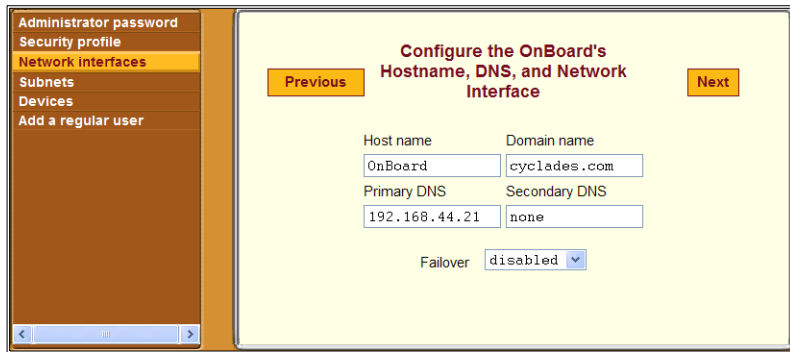 Administrator password
Security profile
Network interfaces
Subnets
Devices
Add a regular user
Previous
Configure the OnBoard's
Hostname, DNS, and Network
Interface
Next
Host name Domain name
OnBoard cyclades.com
Primary DNS Secondary DNS
192.168.44.21 none
Failover disabled